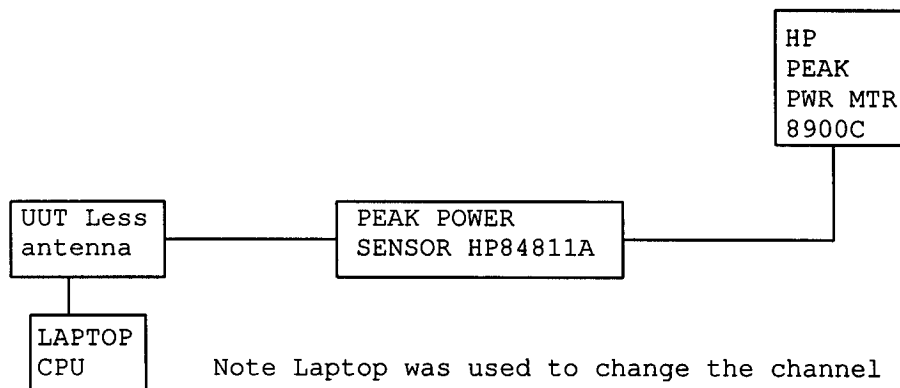 HP
PEAK
PWR MTR
8900C
UUT Less
antenna
PEAK POWER
SENSOR HP84811A
LAPTOP
CPU
Note Laptop was used to change the channel